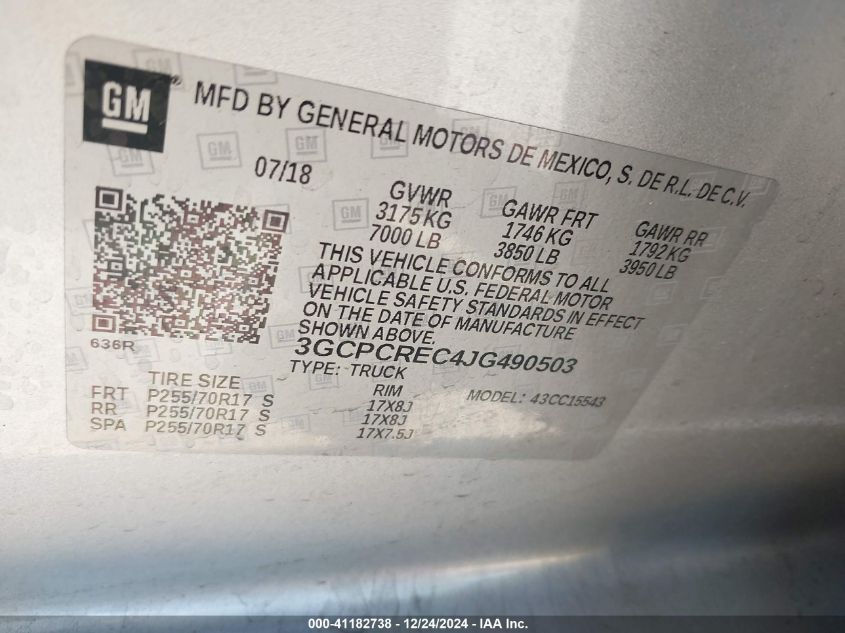 GM
MFD BY GENERAL MOTORS DE MEXICO, S. DE R.L. DE C.V.
07/18
GVWR GAWR FRT GAWR RR
3175 KG 1746 KG 1792 KG
7000 LB 3850 LB 3950 LB
THIS VEHICLE CONFORMS TO ALL
APPLICABLE U.S. FEDERAL MOTOR
VEHICLE SAFETY STANDARDS IN EFFECT
ON THE DATE OF MANUFACTURE
SHOWN ABOVE.
636R
3GCPCREC4JG490503
TYPE: TRUCK
TIRE SIZE RIM MODEL: 43CC15543
FRT P255/70R17 S 17X8J
RR P255/70R17 S 17X8J
SPA P255/70R17 S 17X7.5J
000-41182738 - 12/24/2024 - IAA Inc.